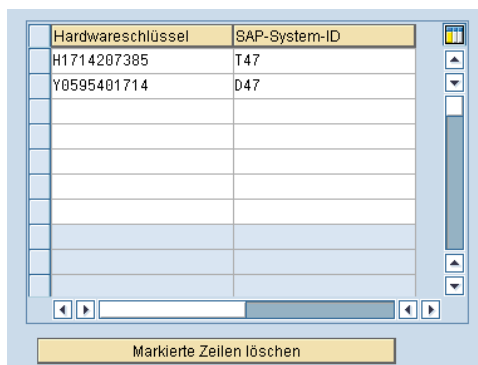 Hardwareschlüssel SAP-System-ID
H1714207385 T47
Y0595401714 D47
Markierte Zeilen löschen